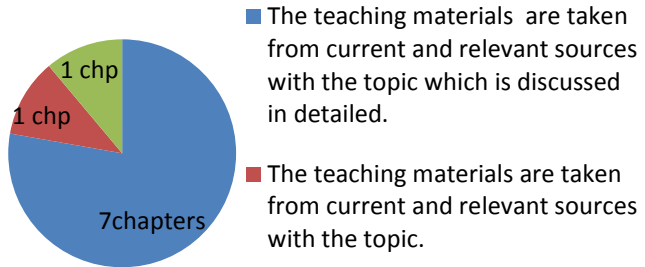 1 chp
1 chp
7chapters
The teaching materials  are taken
from current and relevant sources
with the topic which is discussed
in detailed.
The teaching materials are taken
from current and relevant sources
with the topic.